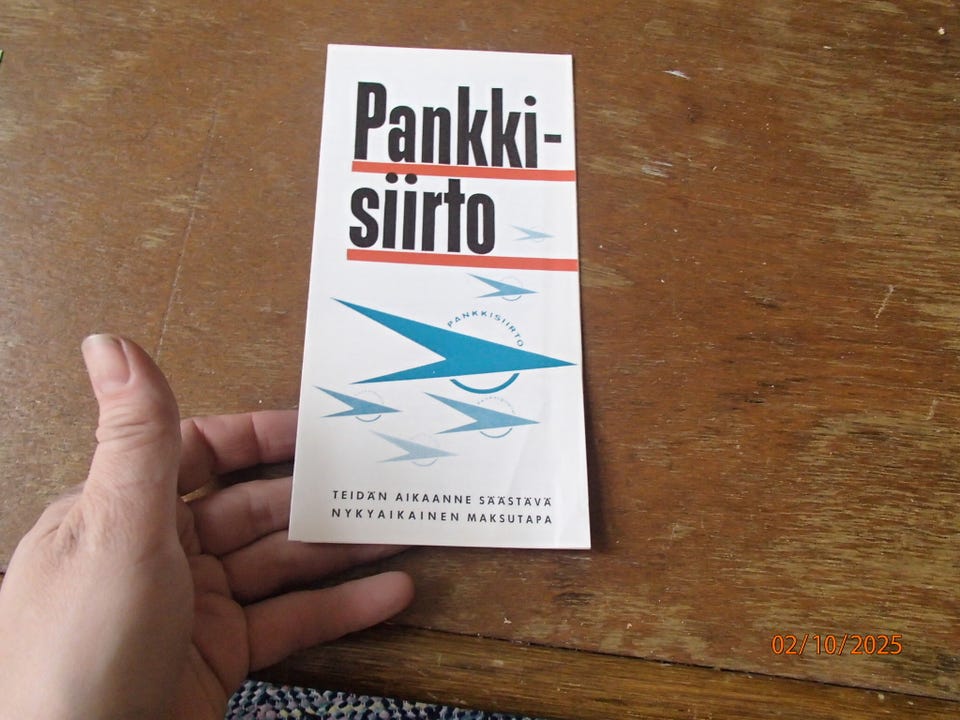 Pankki-
siirto
PANKKISIIRTO
TEIDÄN AIKAANNE SÄÄSTÄVÄ
NYKYAIKAINEN MAKSUTAPA
02/10/2025